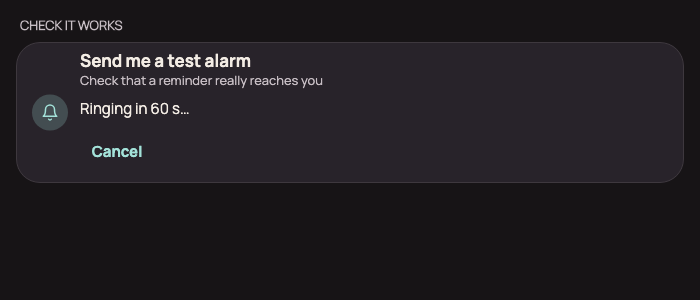 CHECK IT WORKS
Send me a test alarm
Check that a reminder really reaches you
Ringing in 60 s…
Cancel